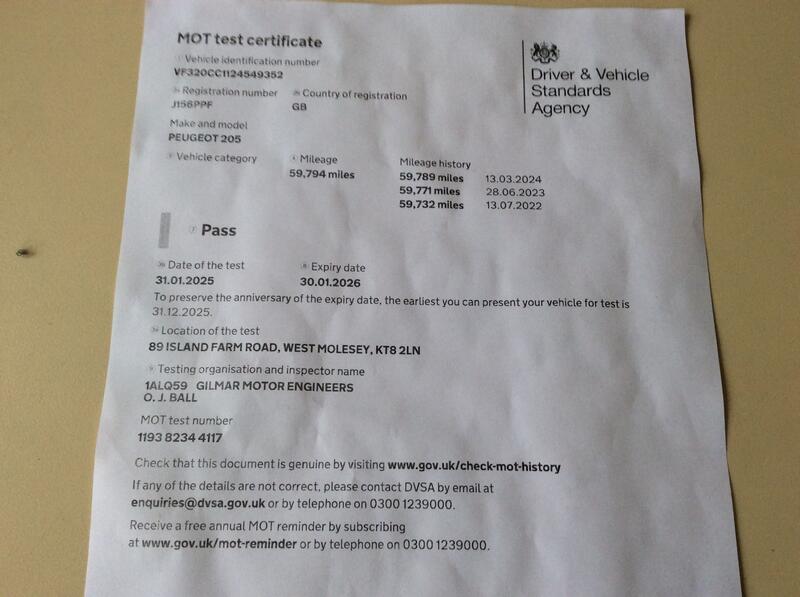 MOT test certificate
Vehicle identification number
VF320CC1124549352
Registration number
J156PPF
Country of registration
GB
Make and model
PEUGEOT 205
Vehicle category
Mileage
59,794 miles
Mileage history
59,789 miles 13.03.2024
59,771 miles 28.06.2023
59,732 miles 13.07.2022
Pass
Date of the test
31.01.2025
Expiry date
30.01.2026
To preserve the anniversary of the expiry date, the earliest you can present your vehicle for test is
31.12.2025.
Location of the test
89 ISLAND FARM ROAD, WEST MOLESEY, KT8 2LN
Testing organisation and inspector name
1ALQ59 GILMAR MOTOR ENGINEERS
O. J. BALL
MOT test number
1193 8234 4117
Check that this document is genuine by visiting www.gov.uk/check-mot-history
If any of the details are not correct, please contact DVSA by email at
enquiries@dvsa.gov.uk or by telephone on 0300 1239000.
Receive a free annual MOT reminder by subscribing
at www.gov.uk/mot-reminder or by telephone on 0300 1239000.
Driver & Vehicle
Standards
Agency